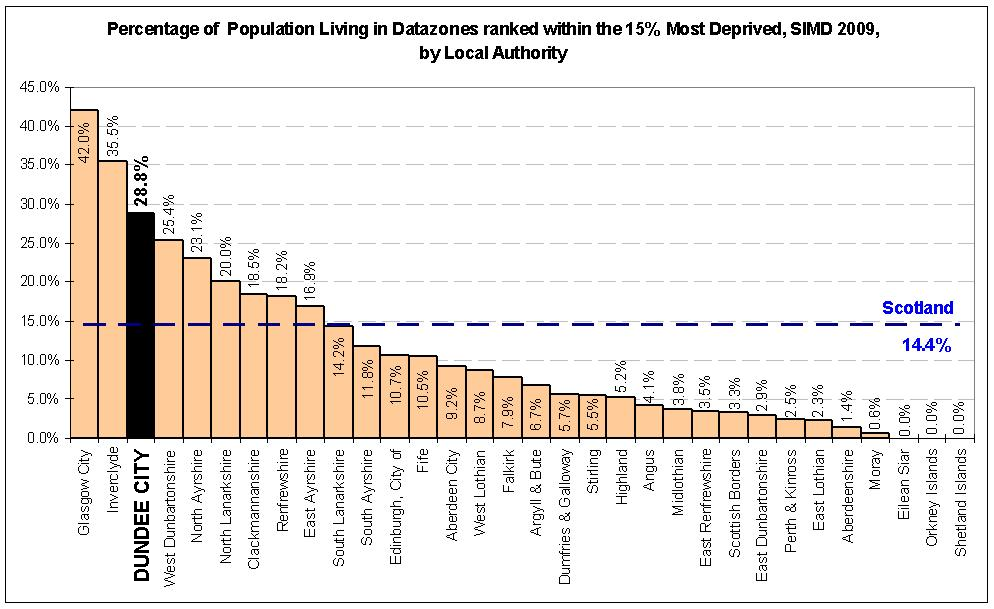 Percentage of Population Living in Datazones ranked within the 15% Most Deprived, SIMD 2009,
by Local Authority
45.0%
40.0%
35.0%
30.0%
25.0%
20.0%
15.0%
10.0%
5.0%
0.0%
42.0%
35.5%
28.8%
25.4%
23.1%
20.0%
18.5%
18.2%
16.9%
14.2%
11.8%
10.7%
10.5%
9.2%
8.7%
7.9%
6.7%
5.7%
5.5%
5.2%
4.1%
3.8%
3.5%
3.3%
2.9%
2.5%
2.3%
1.4%
0.6%
0.0%
0.0%
0.0%
Scotland
14.4%
Glasgow City
Inverclyde
DUNDEE CITY
West Dunbartonshire
North Ayrshire
North Lanarkshire
Clackmannanshire
Renfrewshire
East Ayrshire
South Lanarkshire
South Ayrshire
Edinburgh, City of
Fife
Aberdeen City
West Lothian
Falkirk
Argyll & Bute
Dumfries & Galloway
Stirling
Highland
Angus
Midlothian
East Renfrewshire
Scottish Borders
East Dunbartonshire
Perth & Kinross
East Lothian
Aberdeenshire
Moray
Eilean Siar
Orkney Islands
Shetland Islands